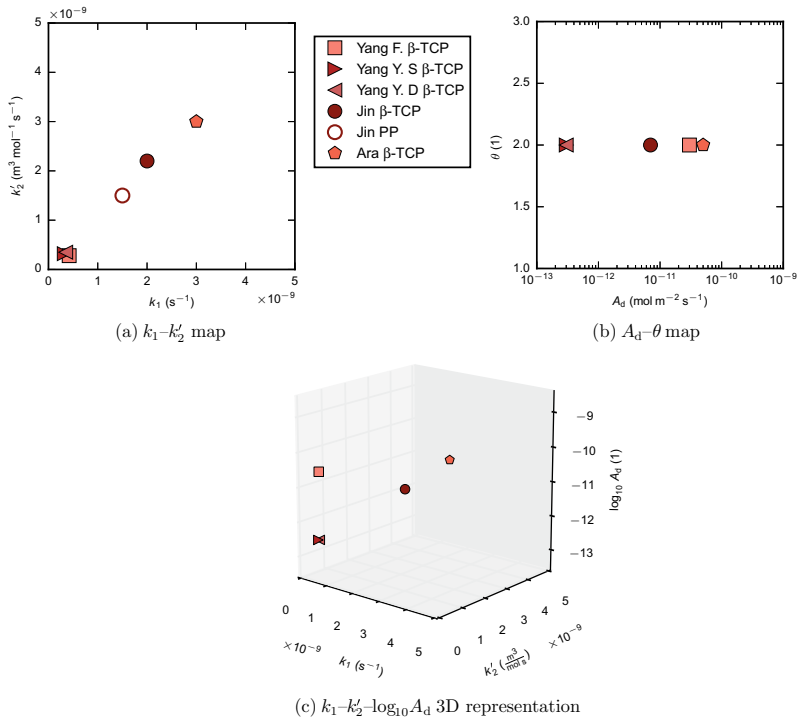 ×10⁻⁹
5
4
3
2
1
0
k₂′ (m³ mol⁻¹ s⁻¹)
0 1 2 3 4 5
k₁ (s⁻¹) ×10⁻⁹
(a) k₁–k₂′ map
Yang F. β-TCP
Yang Y. S β-TCP
Yang Y. D β-TCP
Jin β-TCP
Jin PP
Ara β-TCP
3.0
2.5
2.0
1.5
1.0
θ (1)
10⁻¹³ 10⁻¹² 10⁻¹¹ 10⁻¹⁰ 10⁻⁹
A_d (mol m⁻² s⁻¹)
(b) A_d–θ map
−9
−10
−11
−12
−13
log₁₀ A_d (1)
0 1 2 3 4 5
×10⁻⁹
k₁ (s⁻¹)
0 1 2 3 4 5
×10⁻⁹
k₂′ (m³/mol s)
(c) k₁–k₂′–log₁₀A_d 3D representation